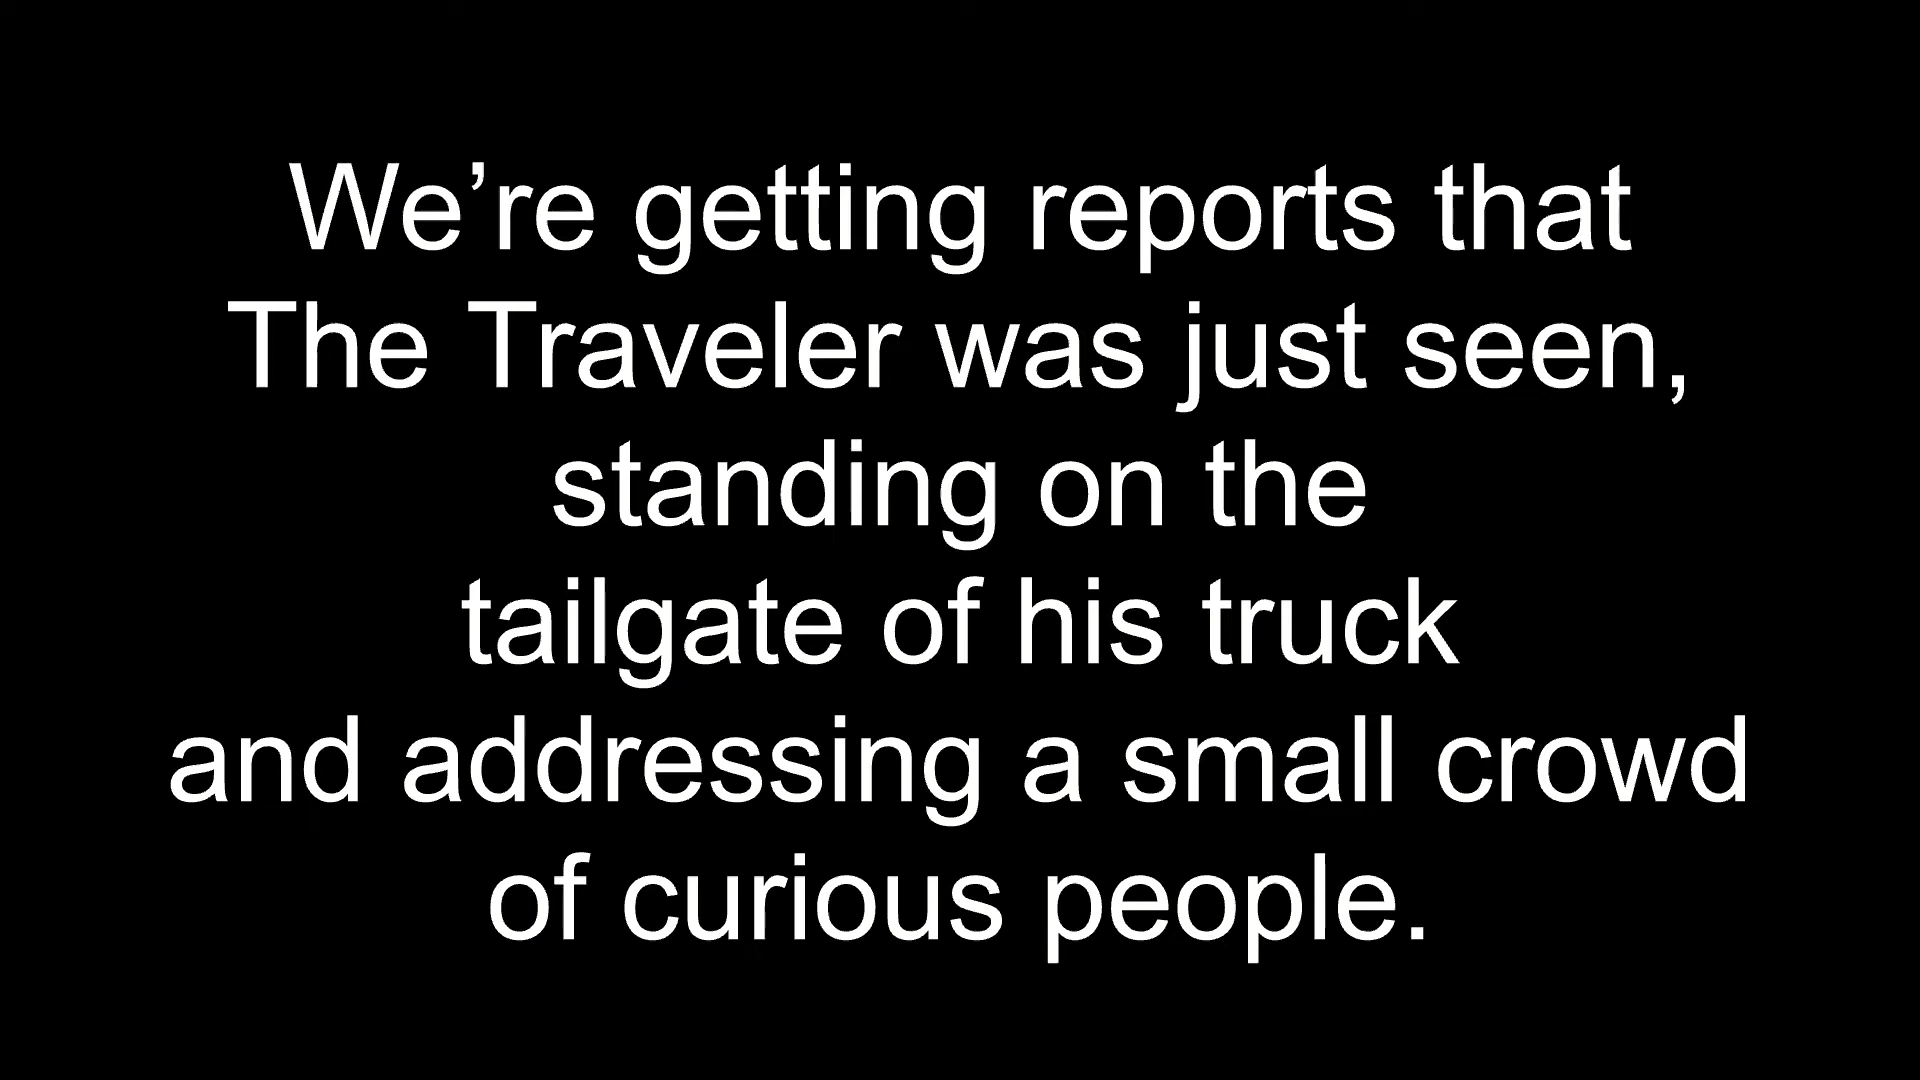 We’re getting reports that
The Traveler was just seen,
standing on the
tailgate of his truck
and addressing a small crowd
of curious people.